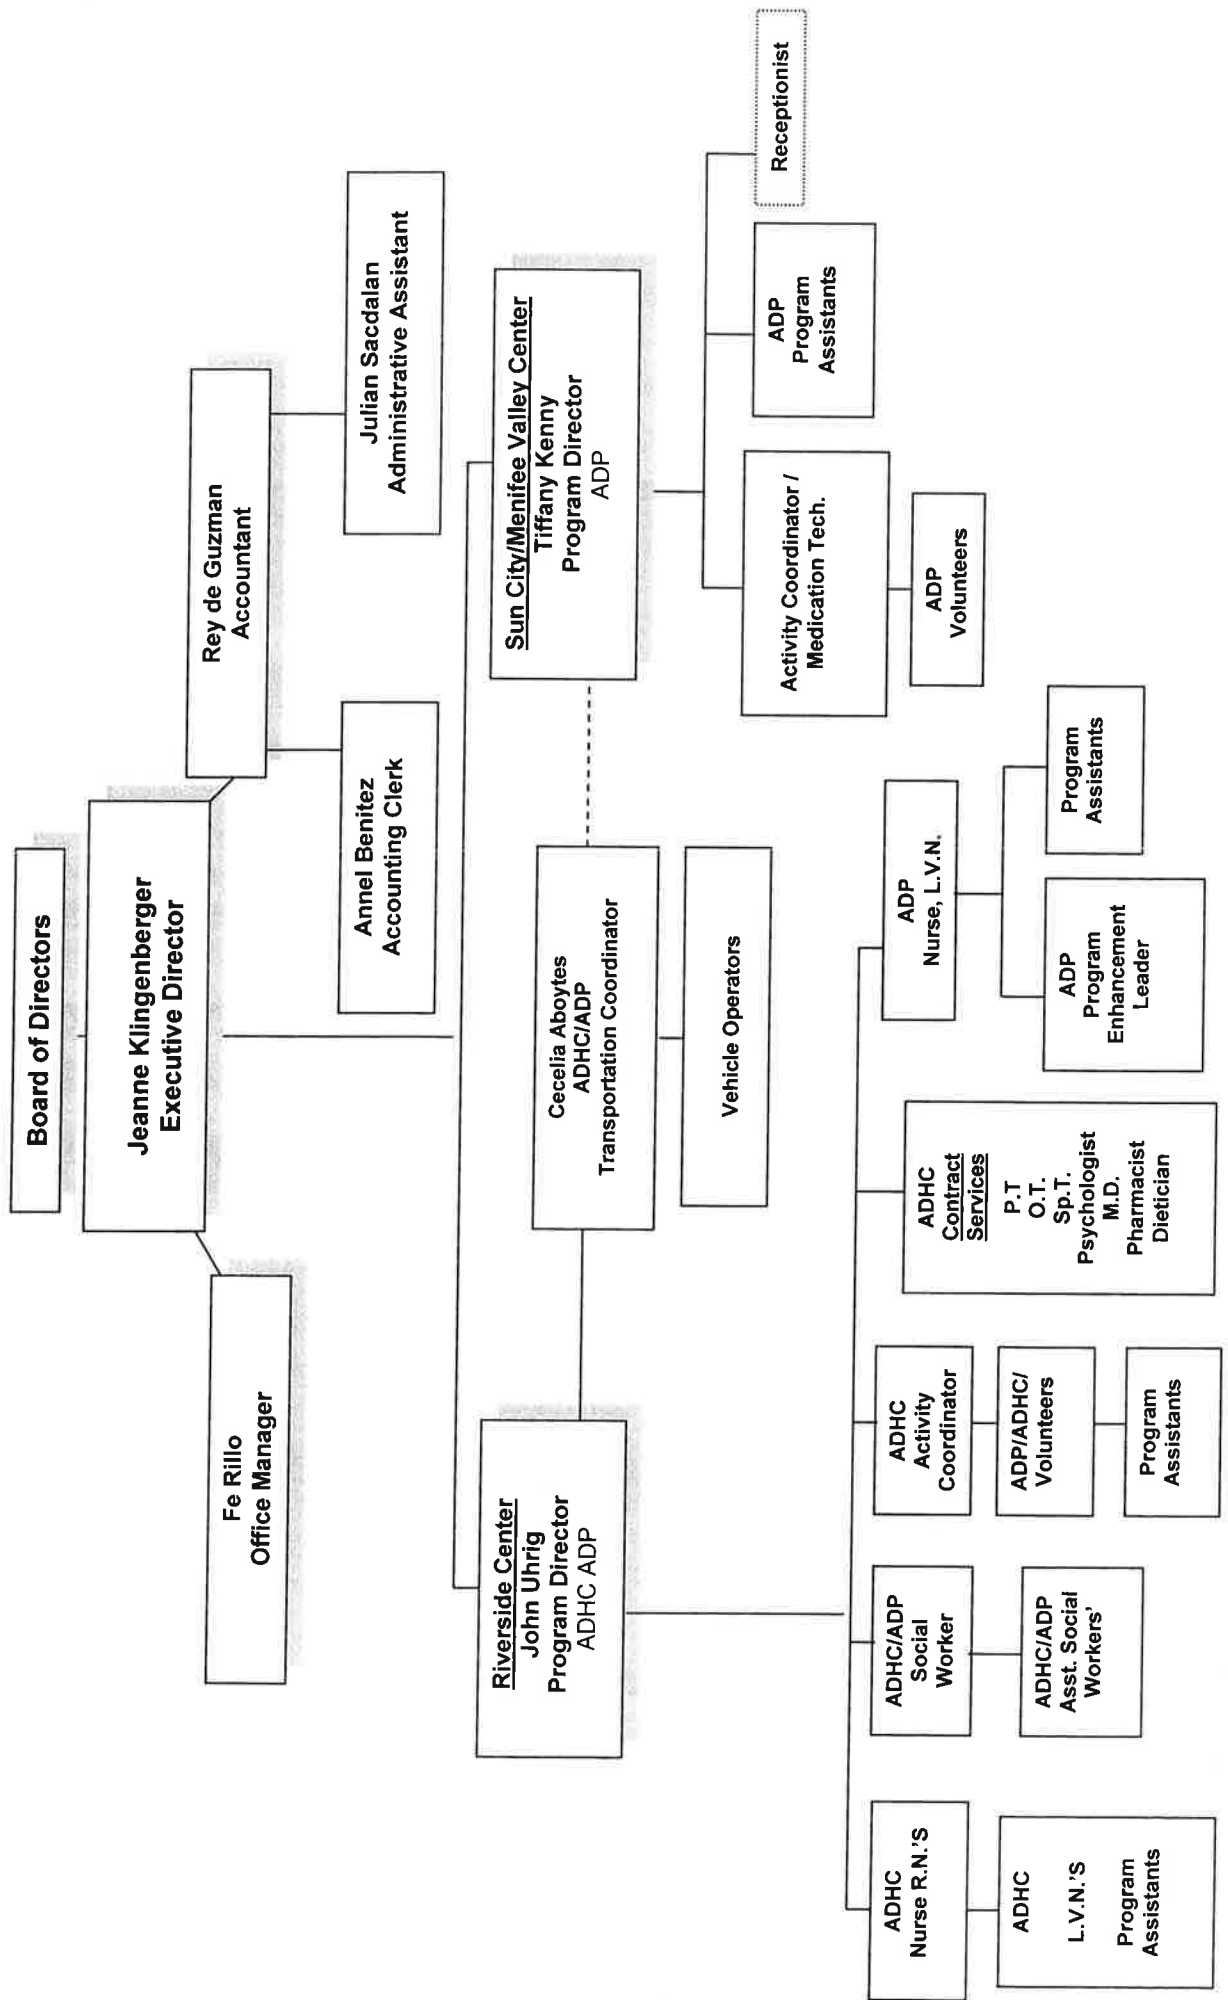 Board of Directors
Jeanne Klingenberger
Executive Director
Fe Rillo
Office Manager
Rey de Guzman
Accountant
Annel Benitez
Accounting Clerk
Julian Sacdalan
Administrative Assistant
Riverside Center
John Uhrig
Program Director
ADHC ADP
Cecelia Aboytes
ADHC/ADP
Transportation Coordinator
Vehicle Operators
Sun City/Menifee Valley Center
Tiffany Kenny
Program Director
ADP
Activity Coordinator /
Medication Tech.
ADP
Volunteers
ADP
Program
Assistants
Receptionist
ADHC
Nurse R.N.'S
ADHC
L.V.N.'S
Program
Assistants
ADHC/ADP
Social
Worker
ADHC/ADP
Asst. Social
Workers'
ADHC
Activity
Coordinator
ADP/ADHC/
Volunteers
Program
Assistants
ADHC
Contract
Services
P.T
O.T.
Sp.T.
Psychologist
M.D.
Pharmacist
Dietician
ADP
Nurse, L.V.N.
ADP
Program
Enhancement
Leader
Program
Assistants